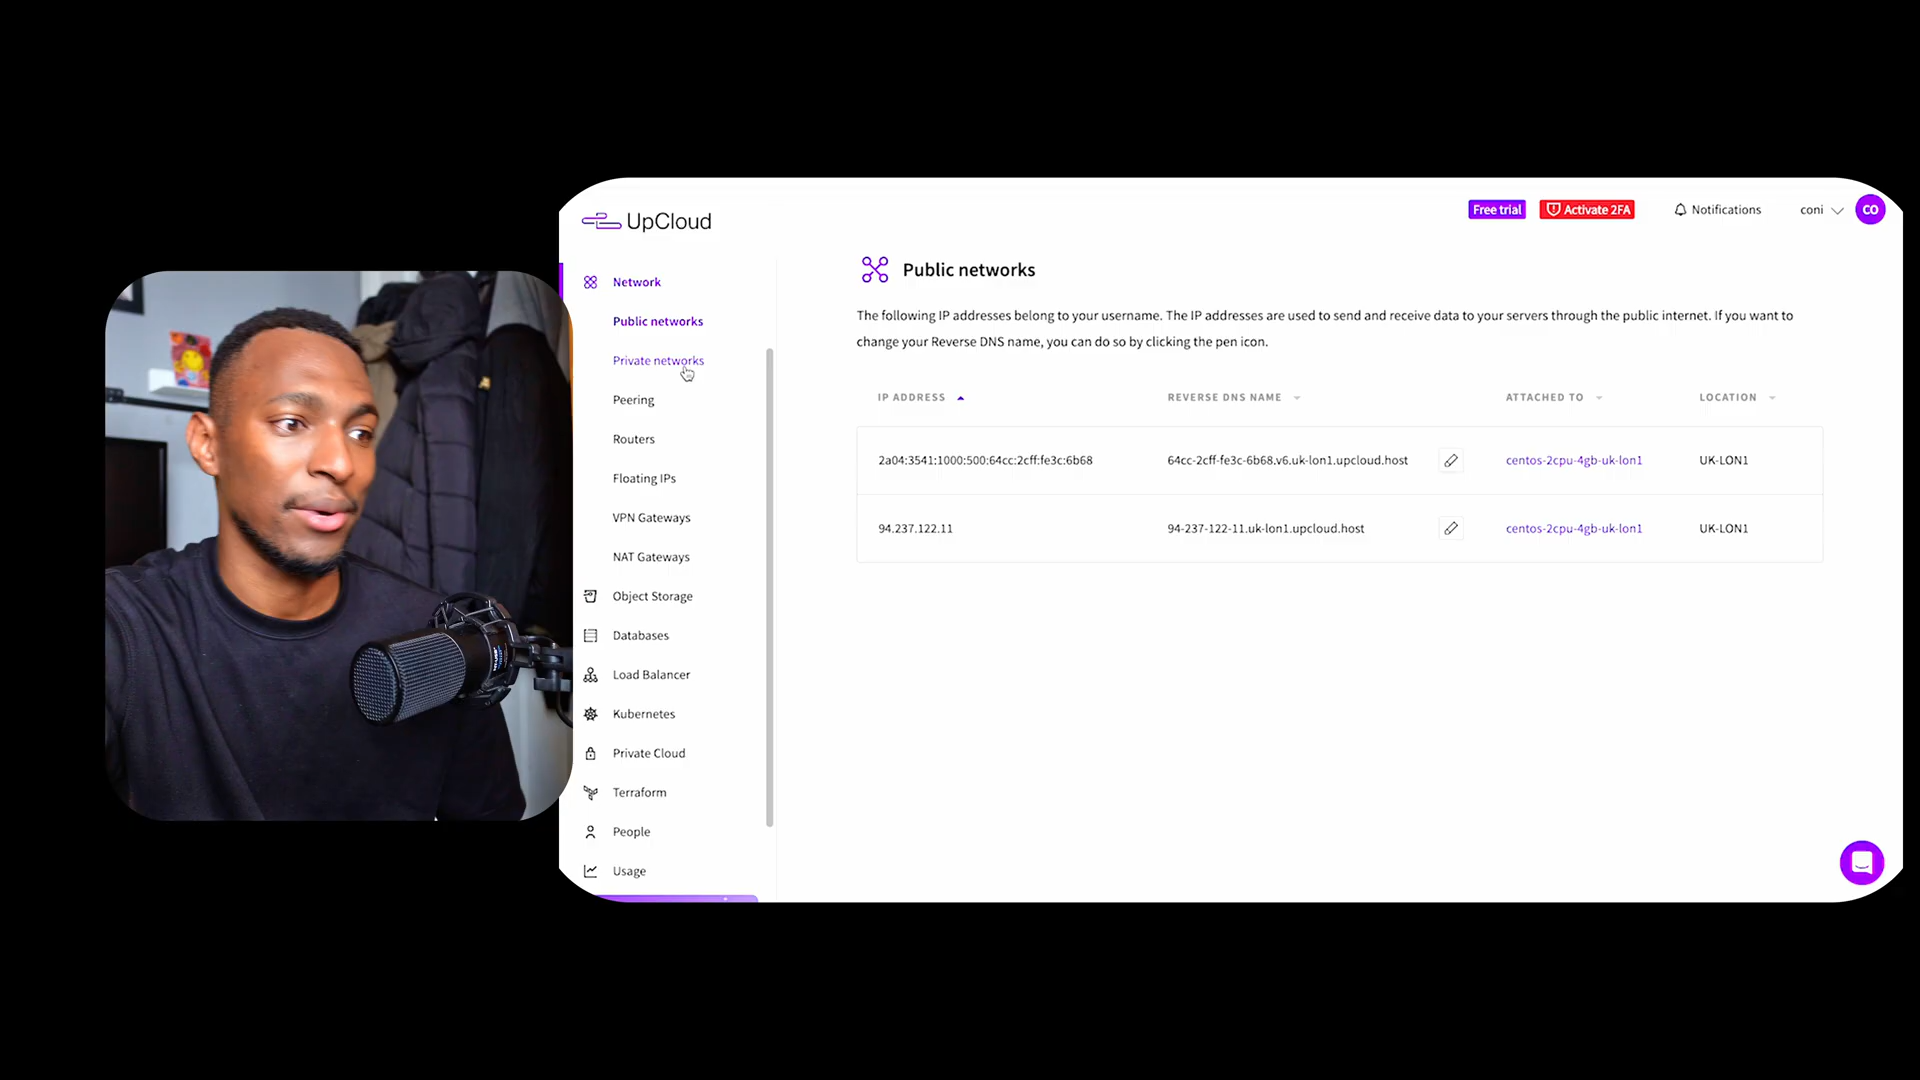 UpCloud
Free trial
Activate 2FA
Notifications
coni
CO
Network
Public networks
Private networks
Peering
Routers
Floating IPs
VPN Gateways
NAT Gateways
Object Storage
Databases
Load Balancer
Kubernetes
Private Cloud
Terraform
People
Usage
Public networks
The following IP addresses belong to your username. The IP addresses are used to send and receive data to your servers through the public internet. If you want to
change your Reverse DNS name, you can do so by clicking the pen icon.
IP ADDRESS REVERSE DNS NAME ATTACHED TO LOCATION
2a04:3541:1000:500:64cc:2cff:fe3c:6b68 64cc-2cff-fe3c-6b68.v6.uk-lon1.upcloud.host centos-2cpu-4gb-uk-lon1 UK-LON1
94.237.122.11 94-237-122-11.uk-lon1.upcloud.host centos-2cpu-4gb-uk-lon1 UK-LON1